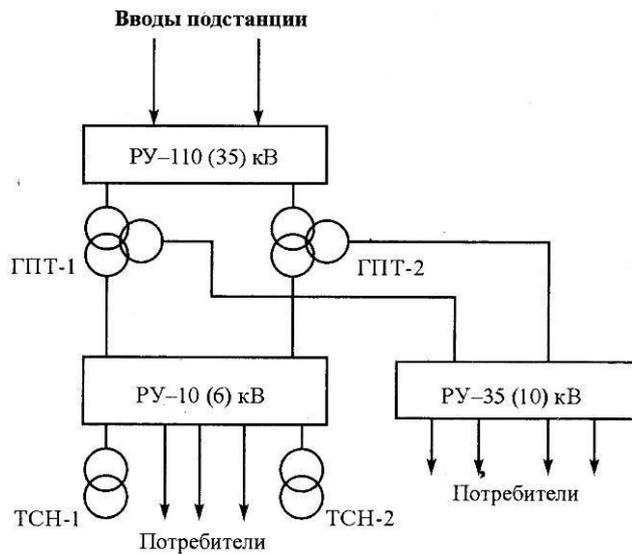 Вводы подстанции
РУ–110 (35) кВ
ГПТ-1
ГПТ-2
РУ–10 (6) кВ
РУ–35 (10) кВ
ТСН-1
ТСН-2
Потребители
Потребители